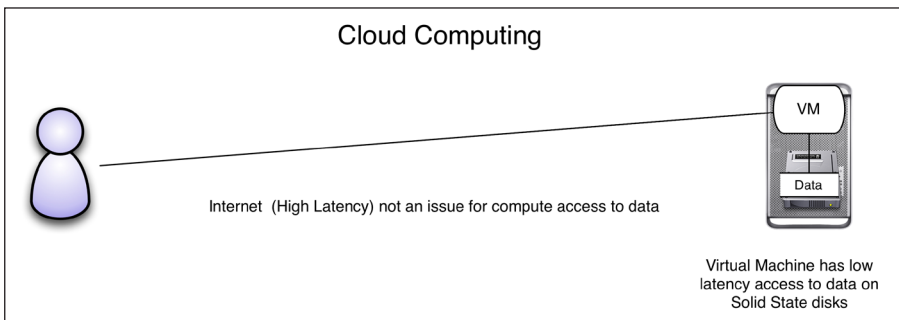 Cloud Computing
VM
Data
Internet (High Latency) not an issue for compute access to data
Virtual Machine has low
latency access to data on
Solid State disks